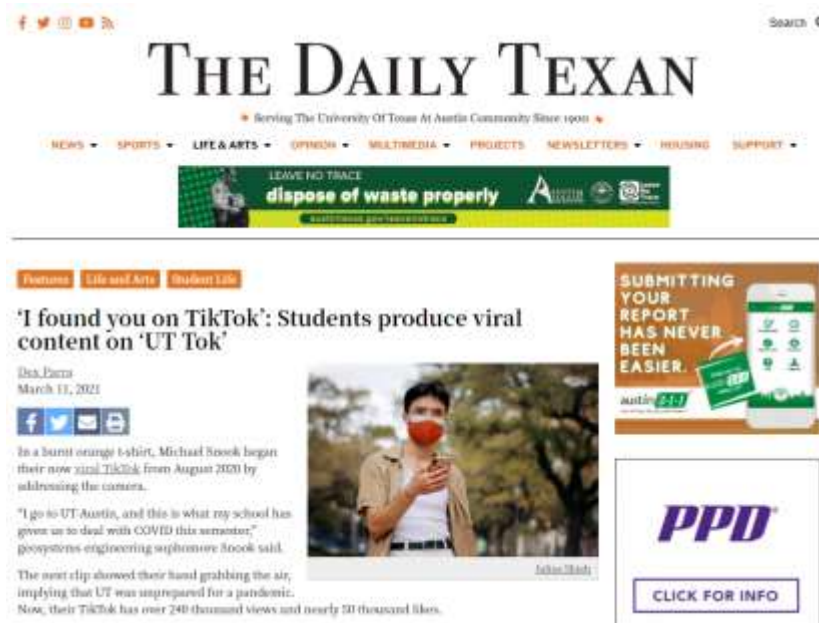 Search
THE DAILY TEXAN
Serving The University Of Texas At Austin Community Since 1900
NEWS SPORTS LIFE & ARTS OPINION MULTIMEDIA PROJECTS NEWSLETTERS HOUSING SUPPORT
LEAVE NO TRACE
dispose of waste properly
Features Life and Arts Student Life
SUBMITTING
YOUR
REPORT
HAS NEVER
BEEN
EASIER.
austin 3-1-1
‘I found you on TikTok’: Students produce viral
content on ‘UT Tok’
Dex Parra
March 11, 2021
In a burnt orange t-shirt, Michael Snook began
their now viral TikTok from August 2020 by
addressing the camera.
“I go to UT Austin, and this is what my school has
given us to deal with COVID this semester,”
geosystems engineering sophomore Snook said.
The next clip showed their hand grabbing the air,
implying that UT was unprepared for a pandemic.
Now, their TikTok has over 240 thousand views and nearly 50 thousand likes.
PPD
CLICK FOR INFO